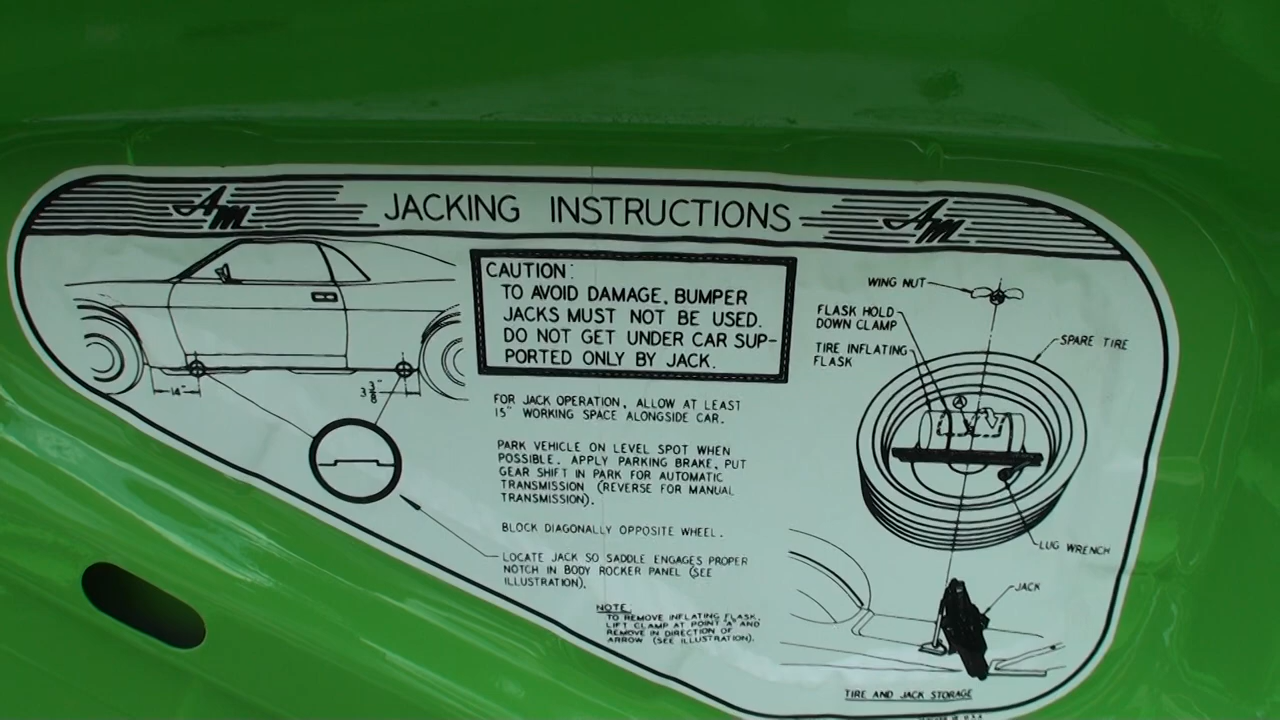 AM JACKING INSTRUCTIONS AM
CAUTION:
TO AVOID DAMAGE, BUMPER
JACKS MUST NOT BE USED.
DO NOT GET UNDER CAR SUP-
PORTED ONLY BY JACK.
14"
3 3/8"
FOR JACK OPERATION, ALLOW AT LEAST
15" WORKING SPACE ALONGSIDE CAR.
PARK VEHICLE ON LEVEL SPOT WHEN
POSSIBLE. APPLY PARKING BRAKE, PUT
GEAR SHIFT IN PARK FOR AUTOMATIC
TRANSMISSION (REVERSE FOR MANUAL
TRANSMISSION).
BLOCK DIAGONALLY OPPOSITE WHEEL.
LOCATE JACK SO SADDLE ENGAGES PROPER
NOTCH IN BODY ROCKER PANEL (SEE
ILLUSTRATION).
NOTE:
TO REMOVE INFLATING FLASK,
LIFT CLAMP AT POINT "A" AND
REMOVE IN DIRECTION OF
ARROW (SEE ILLUSTRATION).
WING NUT
FLASK HOLD
DOWN CLAMP
TIRE INFLATING
FLASK
SPARE TIRE
A
LUG WRENCH
JACK
TIRE AND JACK STORAGE